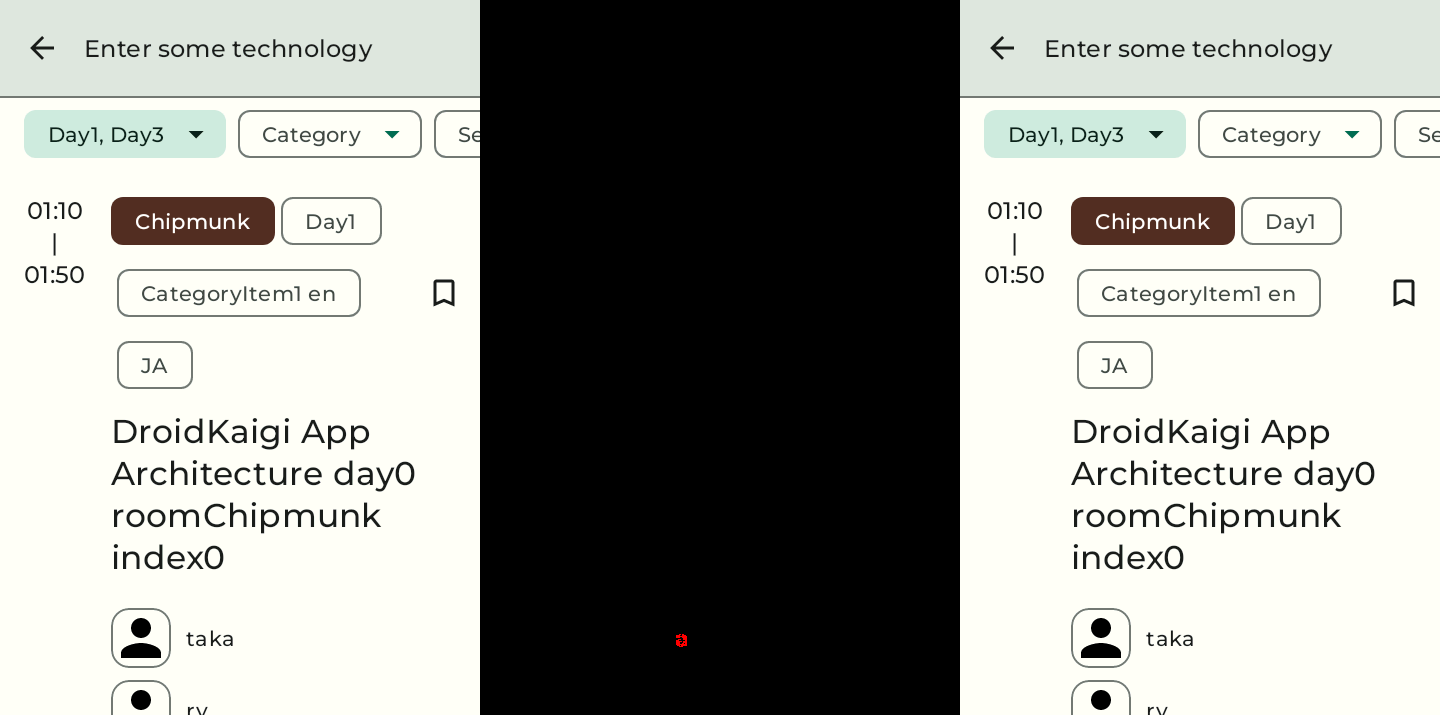 Enter some technology
Day1, Day3
Category
Se
01:10
|
01:50
Chipmunk
Day1
CategoryItem1 en
JA
DroidKaigi App
Architecture day0
roomChipmunk
index0
taka
ry
Enter some technology
Day1, Day3
Category
Se
01:10
|
01:50
Chipmunk
Day1
CategoryItem1 en
JA
DroidKaigi App
Architecture day0
roomChipmunk
index0
taka
ry